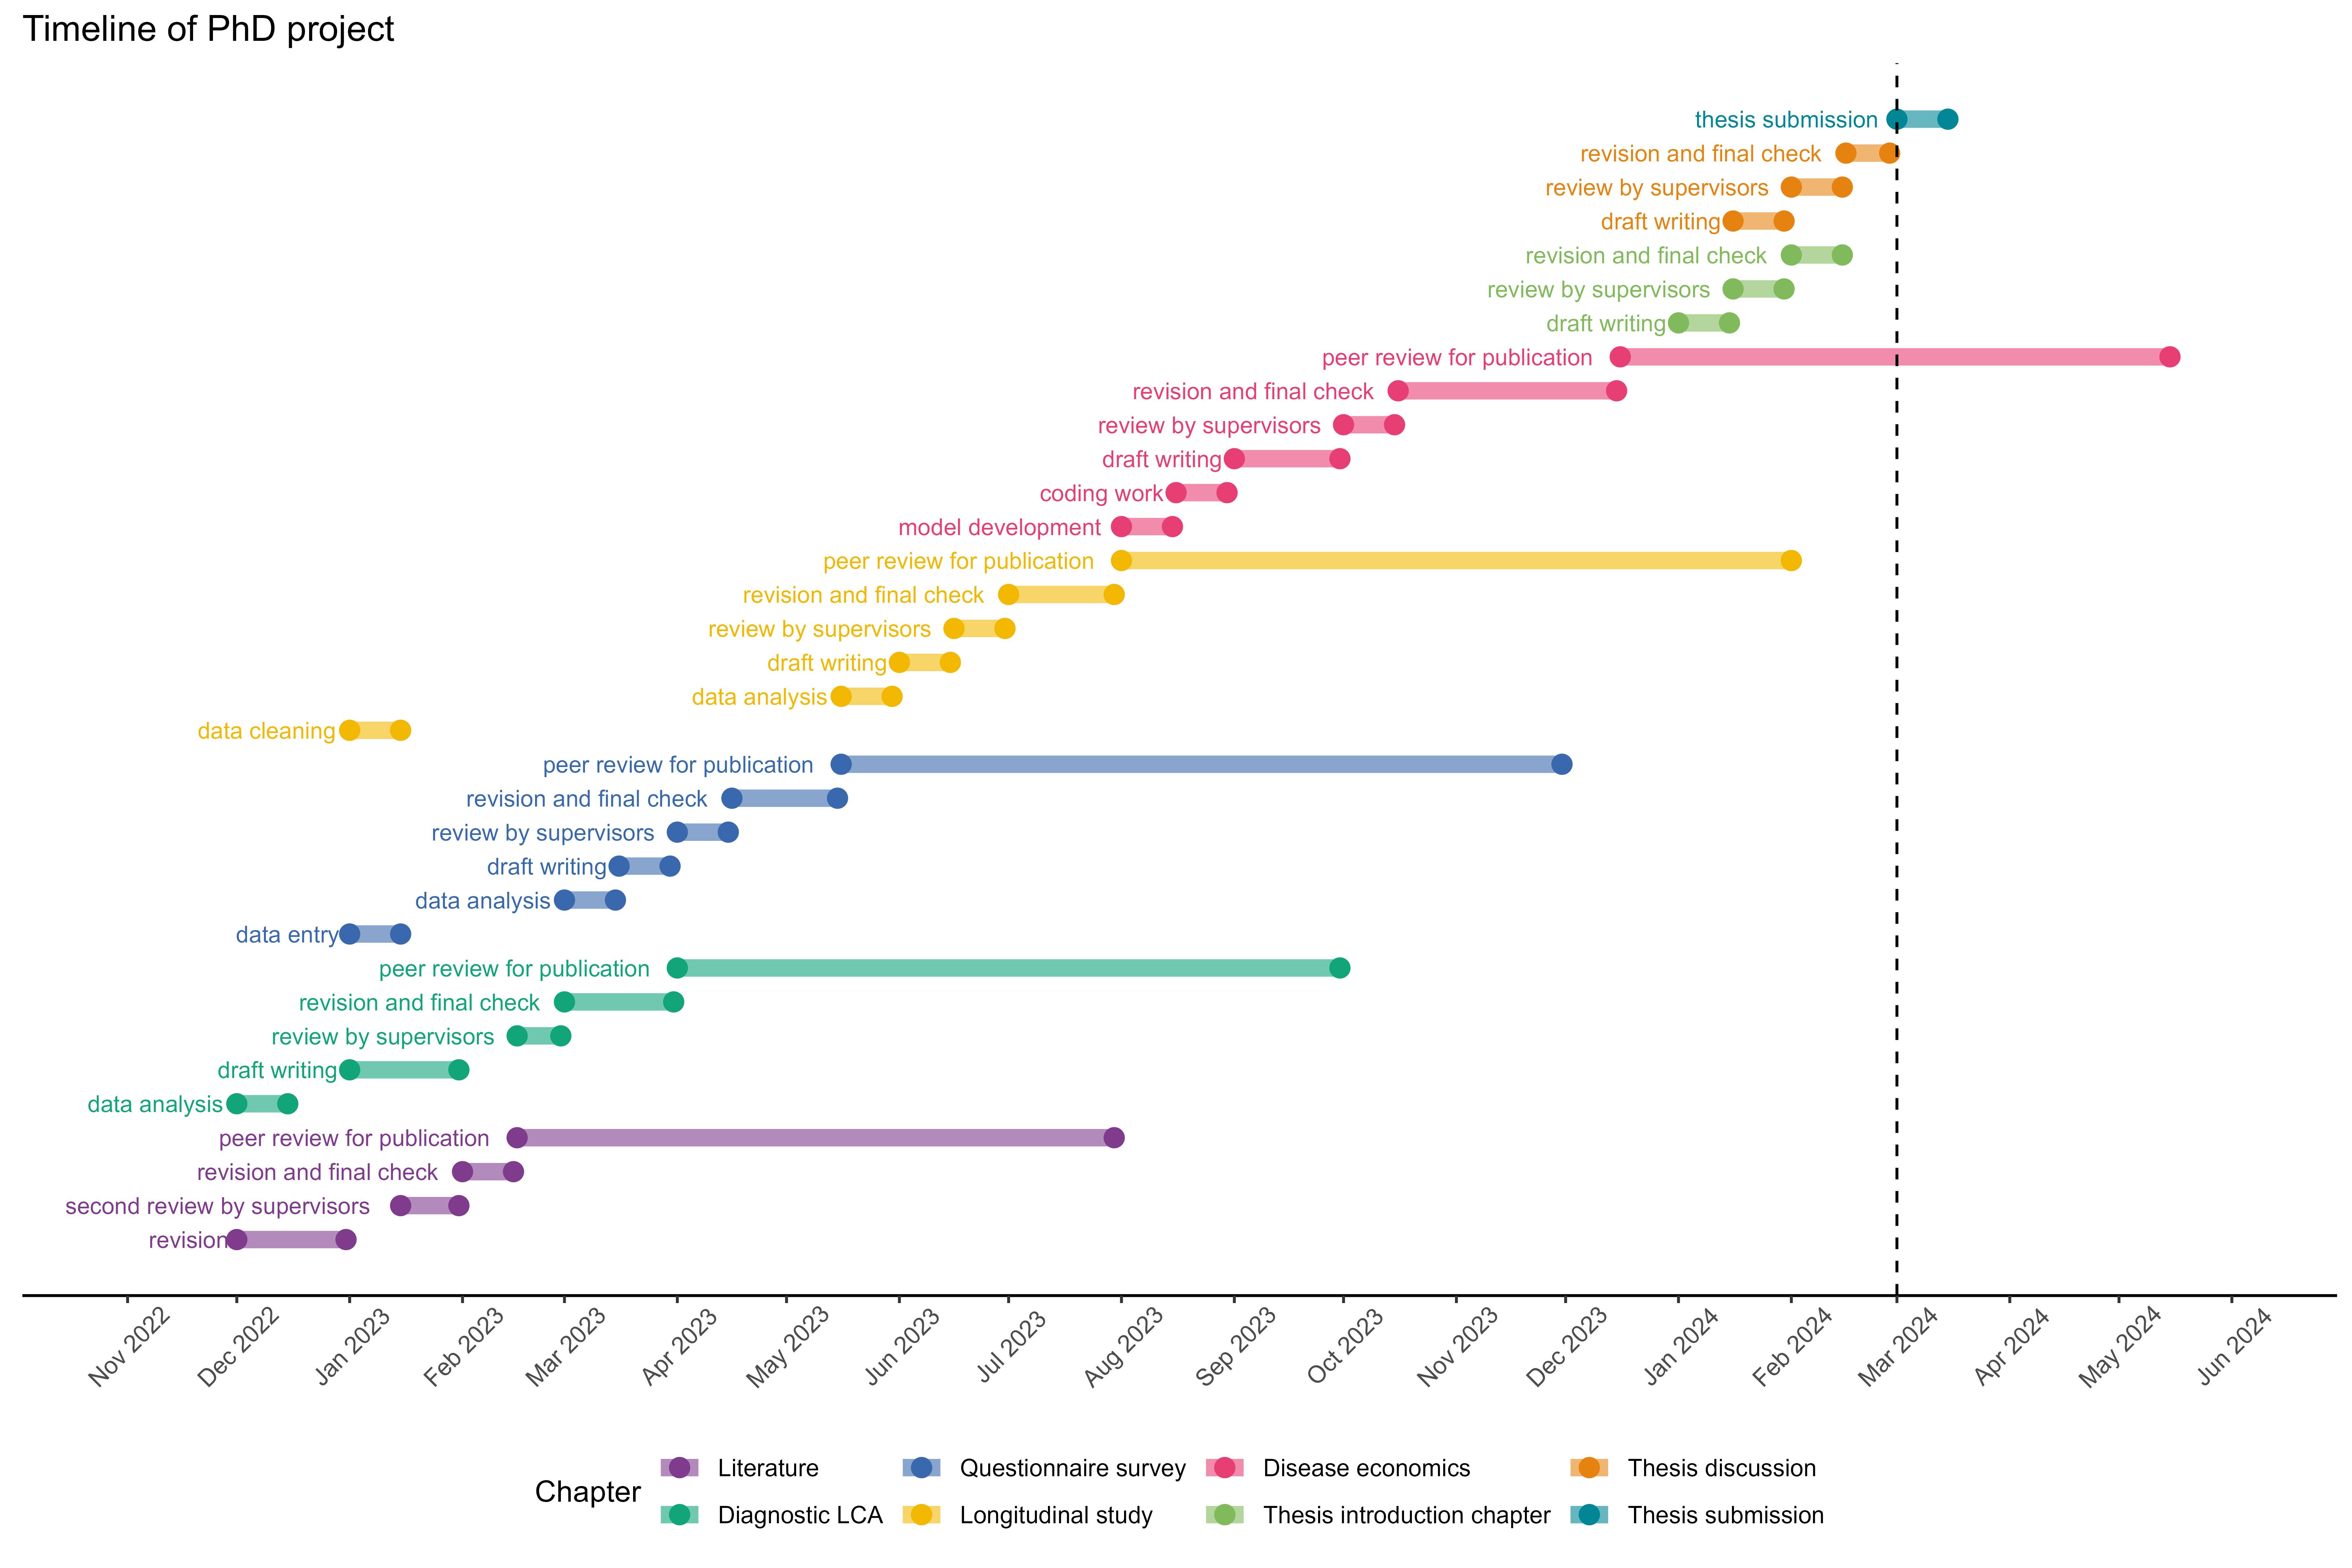 Timeline of PhD project
thesis submission
revision and final check
review by supervisors
draft writing
revision and final check
review by supervisors
draft writing
peer review for publication
revision and final check
review by supervisors
draft writing
coding work
model development
peer review for publication
revision and final check
review by supervisors
draft writing
data analysis
data cleaning
peer review for publication
revision and final check
review by supervisors
draft writing
data analysis
data entry
peer review for publication
revision and final check
review by supervisors
draft writing
data analysis
peer review for publication
revision and final check
second review by supervisors
revision
Nov 2022
Dec 2022
Jan 2023
Feb 2023
Mar 2023
Apr 2023
May 2023
Jun 2023
Jul 2023
Aug 2023
Sep 2023
Oct 2023
Nov 2023
Dec 2023
Jan 2024
Feb 2024
Mar 2024
Apr 2024
May 2024
Jun 2024
Chapter
Literature
Questionnaire survey
Disease economics
Thesis discussion
Diagnostic LCA
Longitudinal study
Thesis introduction chapter
Thesis submission